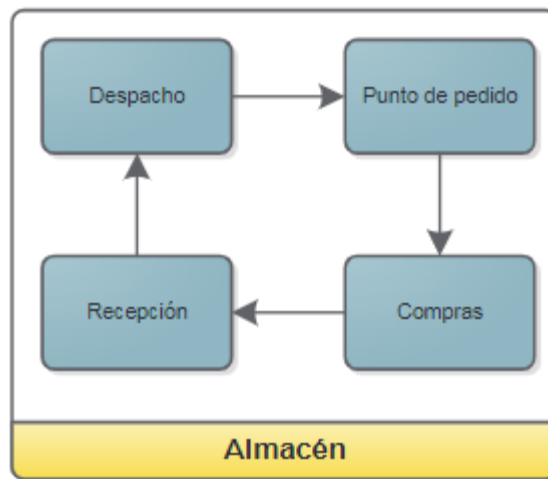 Despacho
Punto de pedido
Recepción
Compras
Almacén